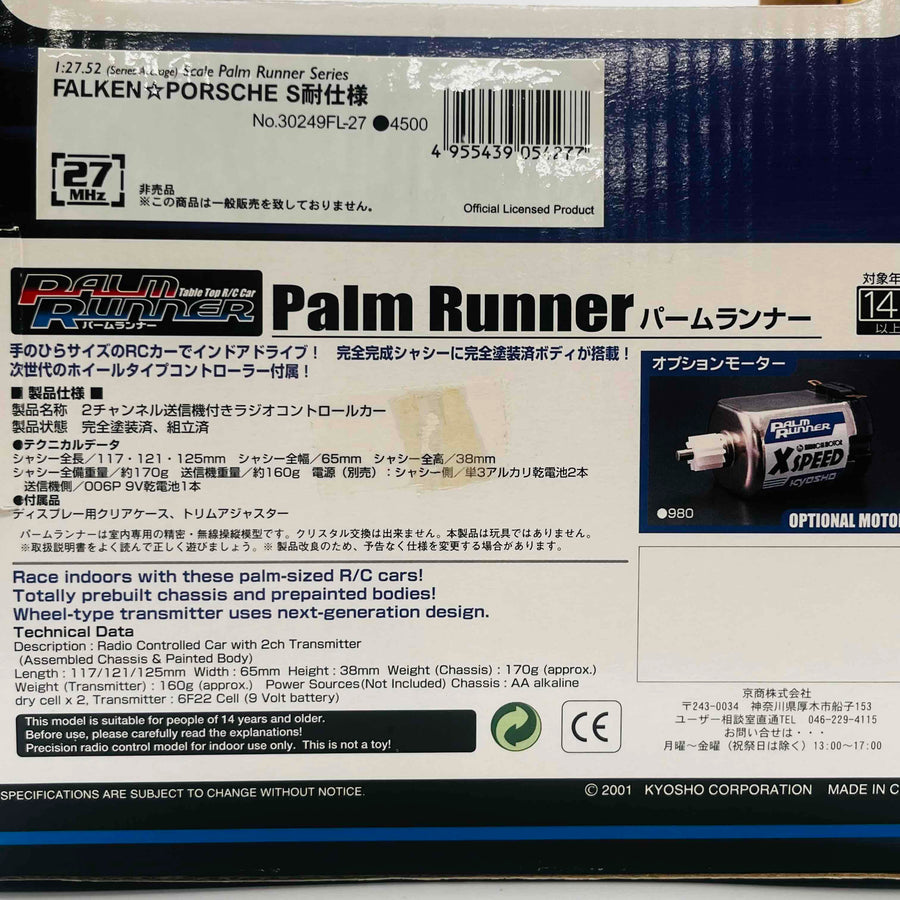 1:27.52 (Series Average) Scale Palm Runner Series
FALKEN☆PORSCHE S耐仕様
No.30249FL-27 ●4500
4 955439 054277
27
MHz
非売品
※この商品は一般販売を致しておりません。
Official Licensed Product
PALM
RUNNER
Table Top R/C Car
パームランナー
Palm Runner パームランナー
対象年
14
以上
手のひらサイズのRCカーでインドアドライブ! 完全完成シャシーに完全塗装済ボディが搭載!
次世代のホイールタイプコントローラー付属!
■ 製品仕様 ■
製品名称 2チャンネル送信機付きラジオコントロールカー
製品状態 完全塗装済、組立済
●テクニカルデータ
シャシー全長/117・121・125mm シャシー全幅/65mm シャシー全高/38mm
シャシー全備重量/約170g 送信機重量/約160g 電源(別売):シャシー側/単3アルカリ乾電池2本
送信機側/006P 9V乾電池1本
●付属品
ディスプレー用クリアケース、トリムアジャスター
パームランナーは室内専用の精密・無線操縦模型です。クリスタル交換は出来ません。本製品は玩具ではありません。
※取扱説明書をよく読んで正しく遊びましょう。※ 製品改良のため、予告なく仕様を変更する場合があります。
オプションモーター
PALM
RUNNER
X SPEED
KYOSHO
●980
OPTIONAL MOTO
Race indoors with these palm-sized R/C cars!
Totally prebuilt chassis and prepainted bodies!
Wheel-type transmitter uses next-generation design.
Technical Data
Description : Radio Controlled Car with 2ch Transmitter
(Assembled Chassis & Painted Body)
Length : 117/121/125mm Width : 65mm Height : 38mm Weight (Chassis) : 170g (approx.)
Weight (Transmitter) : 160g (approx.) Power Sources(Not Included) Chassis : AA alkaline
dry cell x 2, Transmitter : 6F22 Cell (9 Volt battery)
This model is suitable for people of 14 years and older.
Before use, please carefully read the explanations!
Precision radio control model for indoor use only. This is not a toy!
CE
京商株式会社
〒243-0034 神奈川県厚木市船子153
ユーザー相談室直通TEL 046-229-4115
お問い合せは・・・
月曜～金曜(祝祭日は除く)13:00～17:00
SPECIFICATIONS ARE SUBJECT TO CHANGE WITHOUT NOTICE.
© 2001 KYOSHO CORPORATION MADE IN C